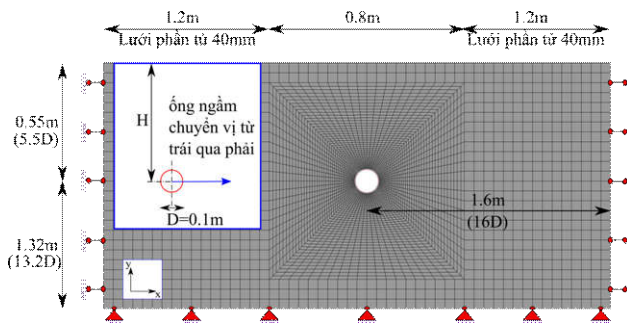 1.2m
0.8m
1.2m
Lưới phần tử 40mm
Lưới phần tử 40mm
0.55m
(5.5D)
H
ống ngầm
chuyển vị từ
trái qua phải
D=0.1m
1.6m
(16D)
1.32m
(13.2D)
y
x